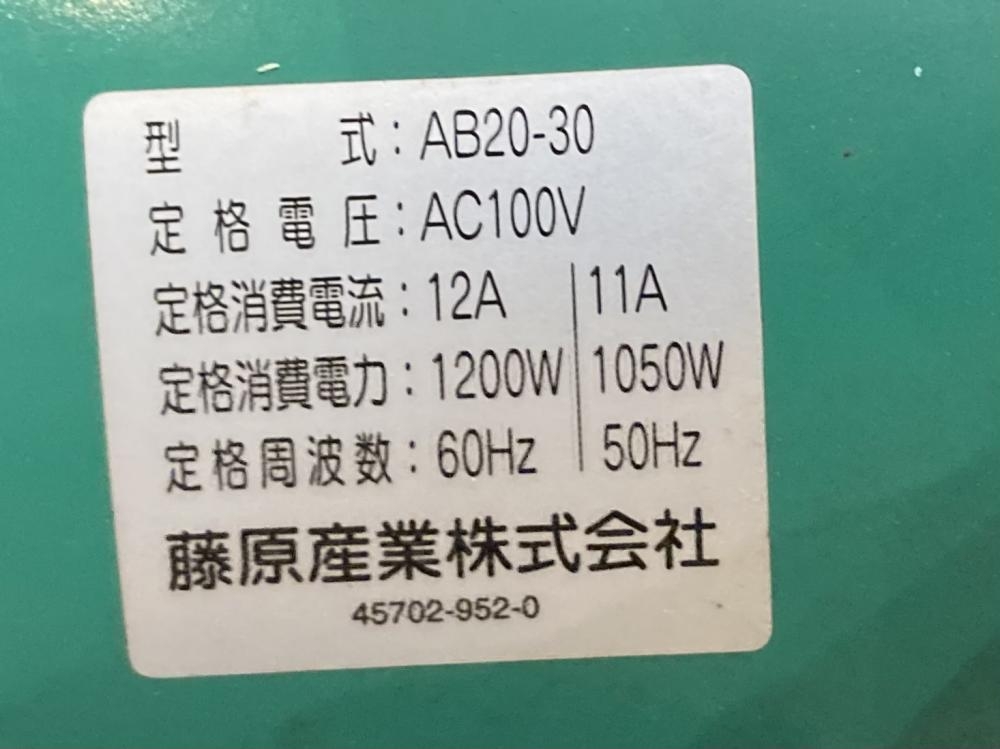 型式：AB20-30
定格電圧：AC100V
定格消費電流：12A | 11A
定格消費電力：1200W | 1050W
定格周波数：60Hz | 50Hz
藤原産業株式会社
45702-952-0